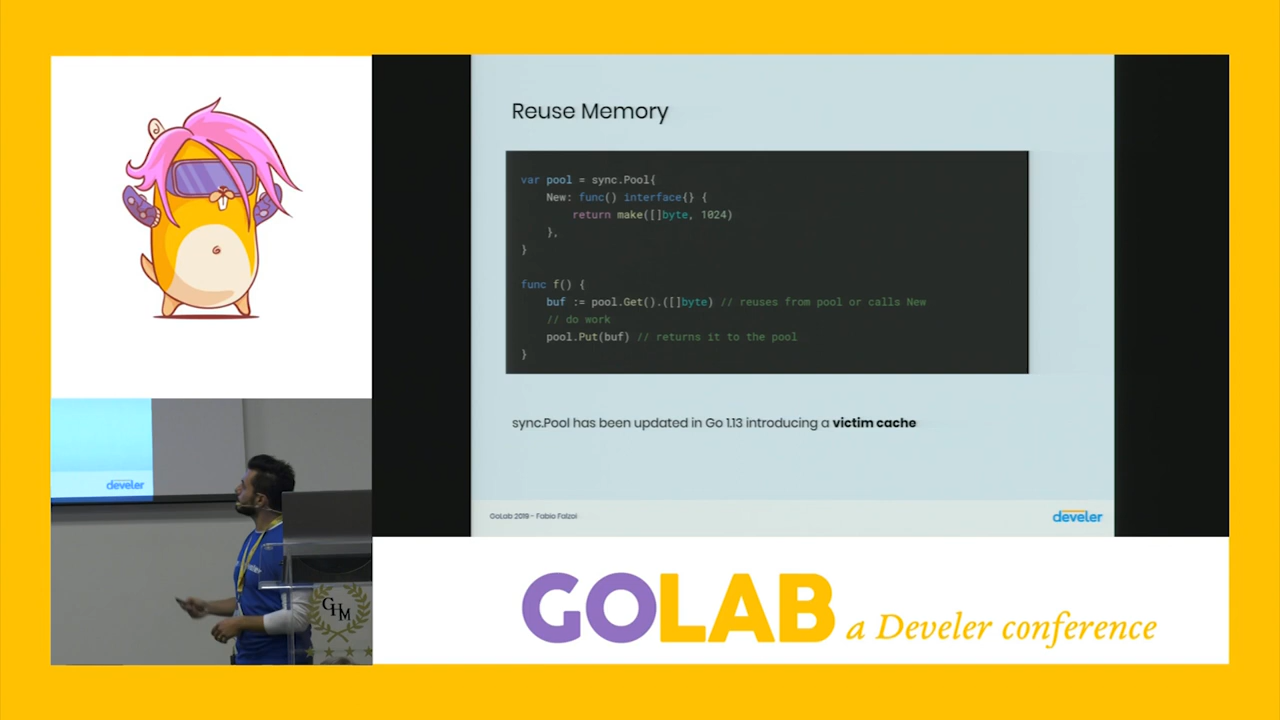 Reuse Memory
var pool = sync.Pool{
    New: func() interface{} {
        return make([]byte, 1024)
    },
}
func f() {
    buf := pool.Get().([]byte) // reuses from pool or calls New
    // do work
    pool.Put(buf) // returns it to the pool
}
sync.Pool has been updated in Go 1.13 introducing a victim cache
GoLab 2019 - Fabio Falzoi
develer
develer
GHM
GOLAB a Develer conference